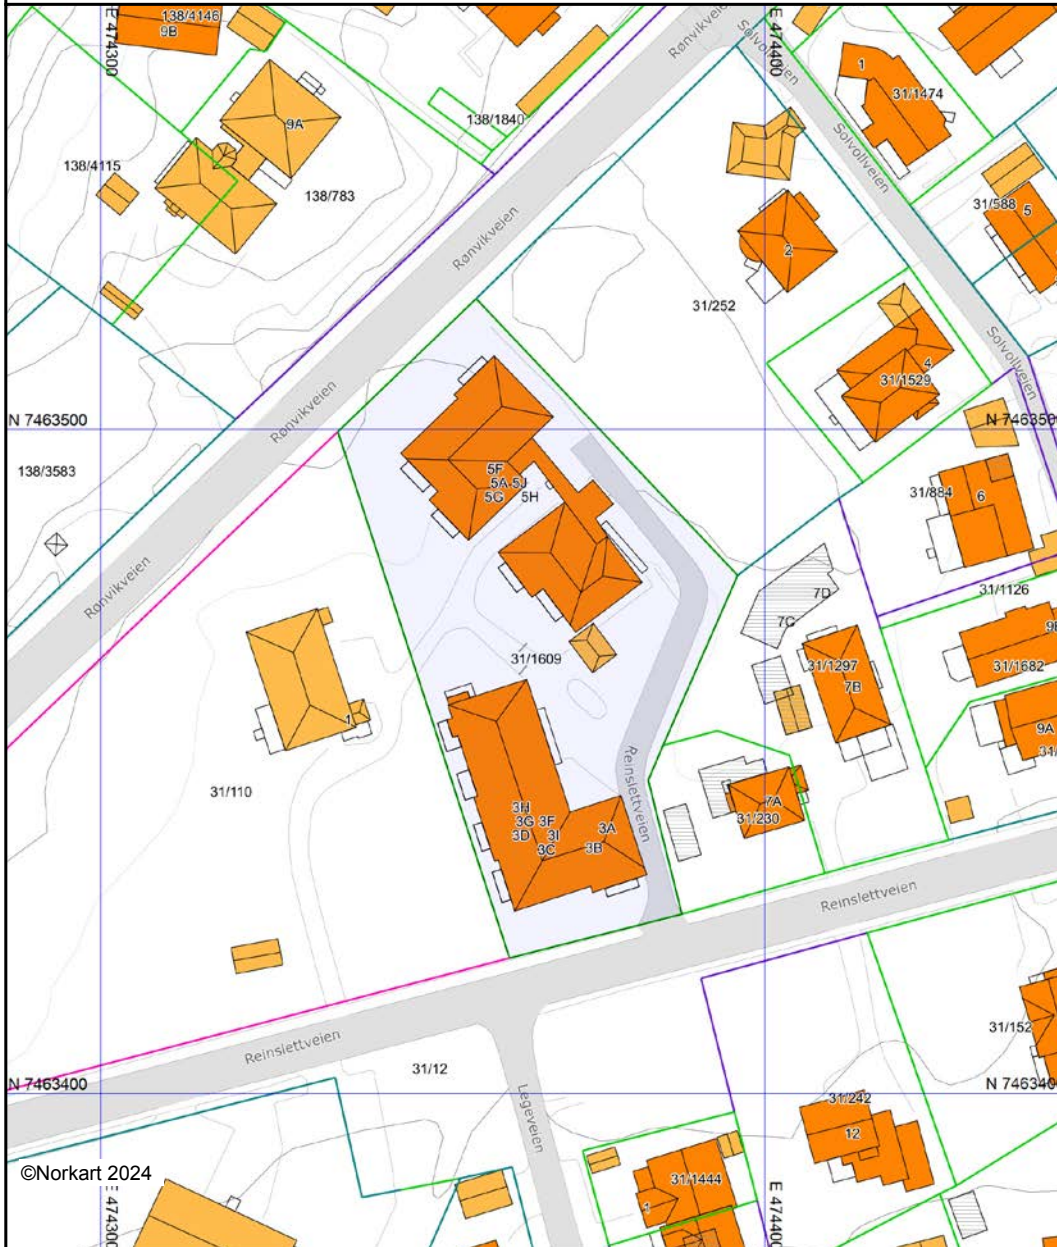 138/4146
9B
E 474300
Rønvikveien
Solvollveien
E 474400
1
31/1474
9A
138/1840
Solvollveien
138/4115
138/783
31/588
5
Rønvikveien
2
31/252
Solvollveien
4
31/1529
Rønvikveien
N 7463500
N 7463500
138/3583
5F
5A-5J
5G
5H
31/884
6
Rønvikveien
7D
7C
31/1126
31/1609
31/1297
7B
31/1682
1
9A
Reinslettveien
31/110
3H
3G
3F
3D
3I
3A
3C
3B
7A
31/230
Reinslettveien
Reinslettveien
31/152
31/12
N 7463400
N 7463400
Legeveien
31/242
12
©Norkart 2024
31/1444
1
E 474300
E 474400